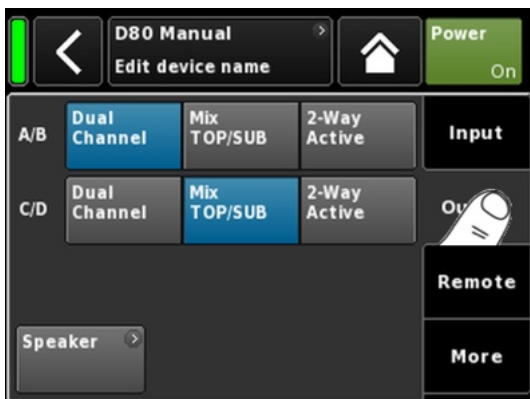 D80 Manual
Edit device name
Power
On
A/B
Dual
Channel
Mix
TOP/SUB
2-Way
Active
Input
C/D
Dual
Channel
Mix
TOP/SUB
2-Way
Active
Remote
Speaker
More